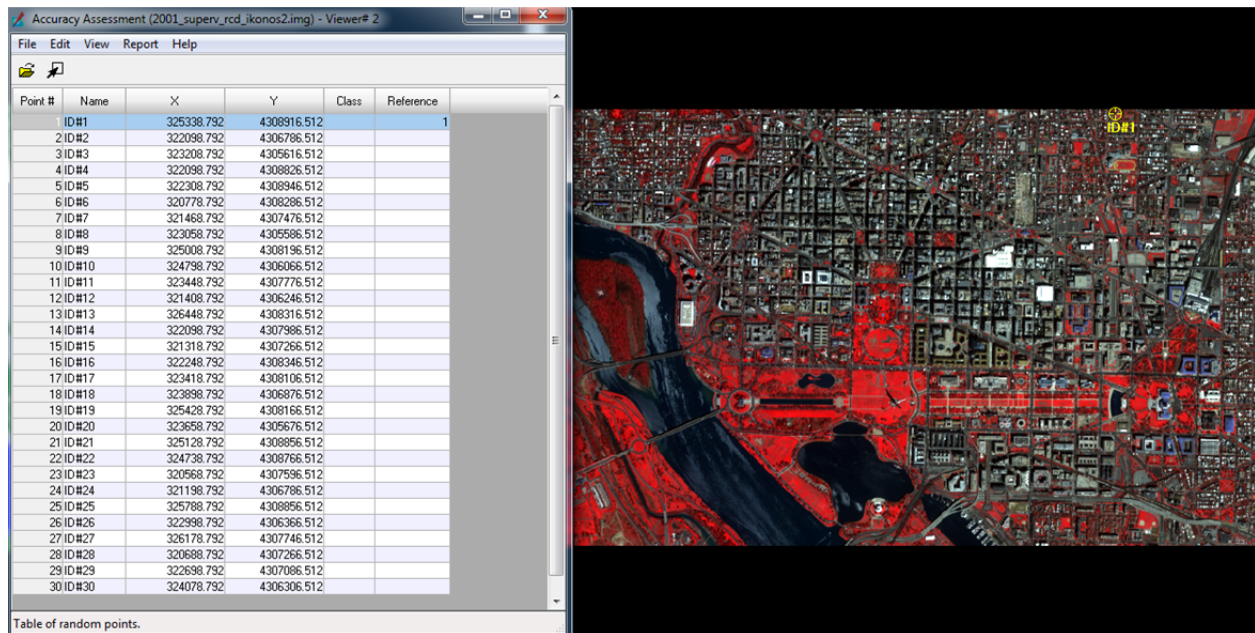 Accuracy Assessment (2001_superv_rcd_ikonos2.img) - Viewer# 2
File Edit View Report Help
Point # Name X Y Class Reference
1 ID#1 325338.792 4308916.512 1
2 ID#2 322098.792 4306786.512
3 ID#3 323208.792 4305616.512
4 ID#4 322098.792 4308826.512
5 ID#5 322308.792 4308946.512
6 ID#6 320778.792 4308286.512
7 ID#7 321468.792 4307476.512
8 ID#8 323058.792 4305586.512
9 ID#9 325008.792 4308196.512
10 ID#10 324798.792 4306066.512
11 ID#11 323448.792 4307776.512
12 ID#12 321408.792 4306246.512
13 ID#13 326448.792 4308316.512
14 ID#14 322098.792 4307986.512
15 ID#15 321318.792 4307266.512
16 ID#16 322248.792 4308346.512
17 ID#17 323418.792 4308106.512
18 ID#18 323898.792 4306876.512
19 ID#19 325428.792 4308166.512
20 ID#20 323658.792 4305676.512
21 ID#21 325128.792 4308856.512
22 ID#22 324738.792 4308766.512
23 ID#23 320568.792 4307596.512
24 ID#24 321198.792 4306786.512
25 ID#25 325788.792 4308856.512
26 ID#26 322998.792 4306366.512
27 ID#27 326178.792 4307746.512
28 ID#28 320688.792 4307266.512
29 ID#29 322698.792 4307086.512
30 ID#30 324078.792 4306306.512
Table of random points.
ID#1